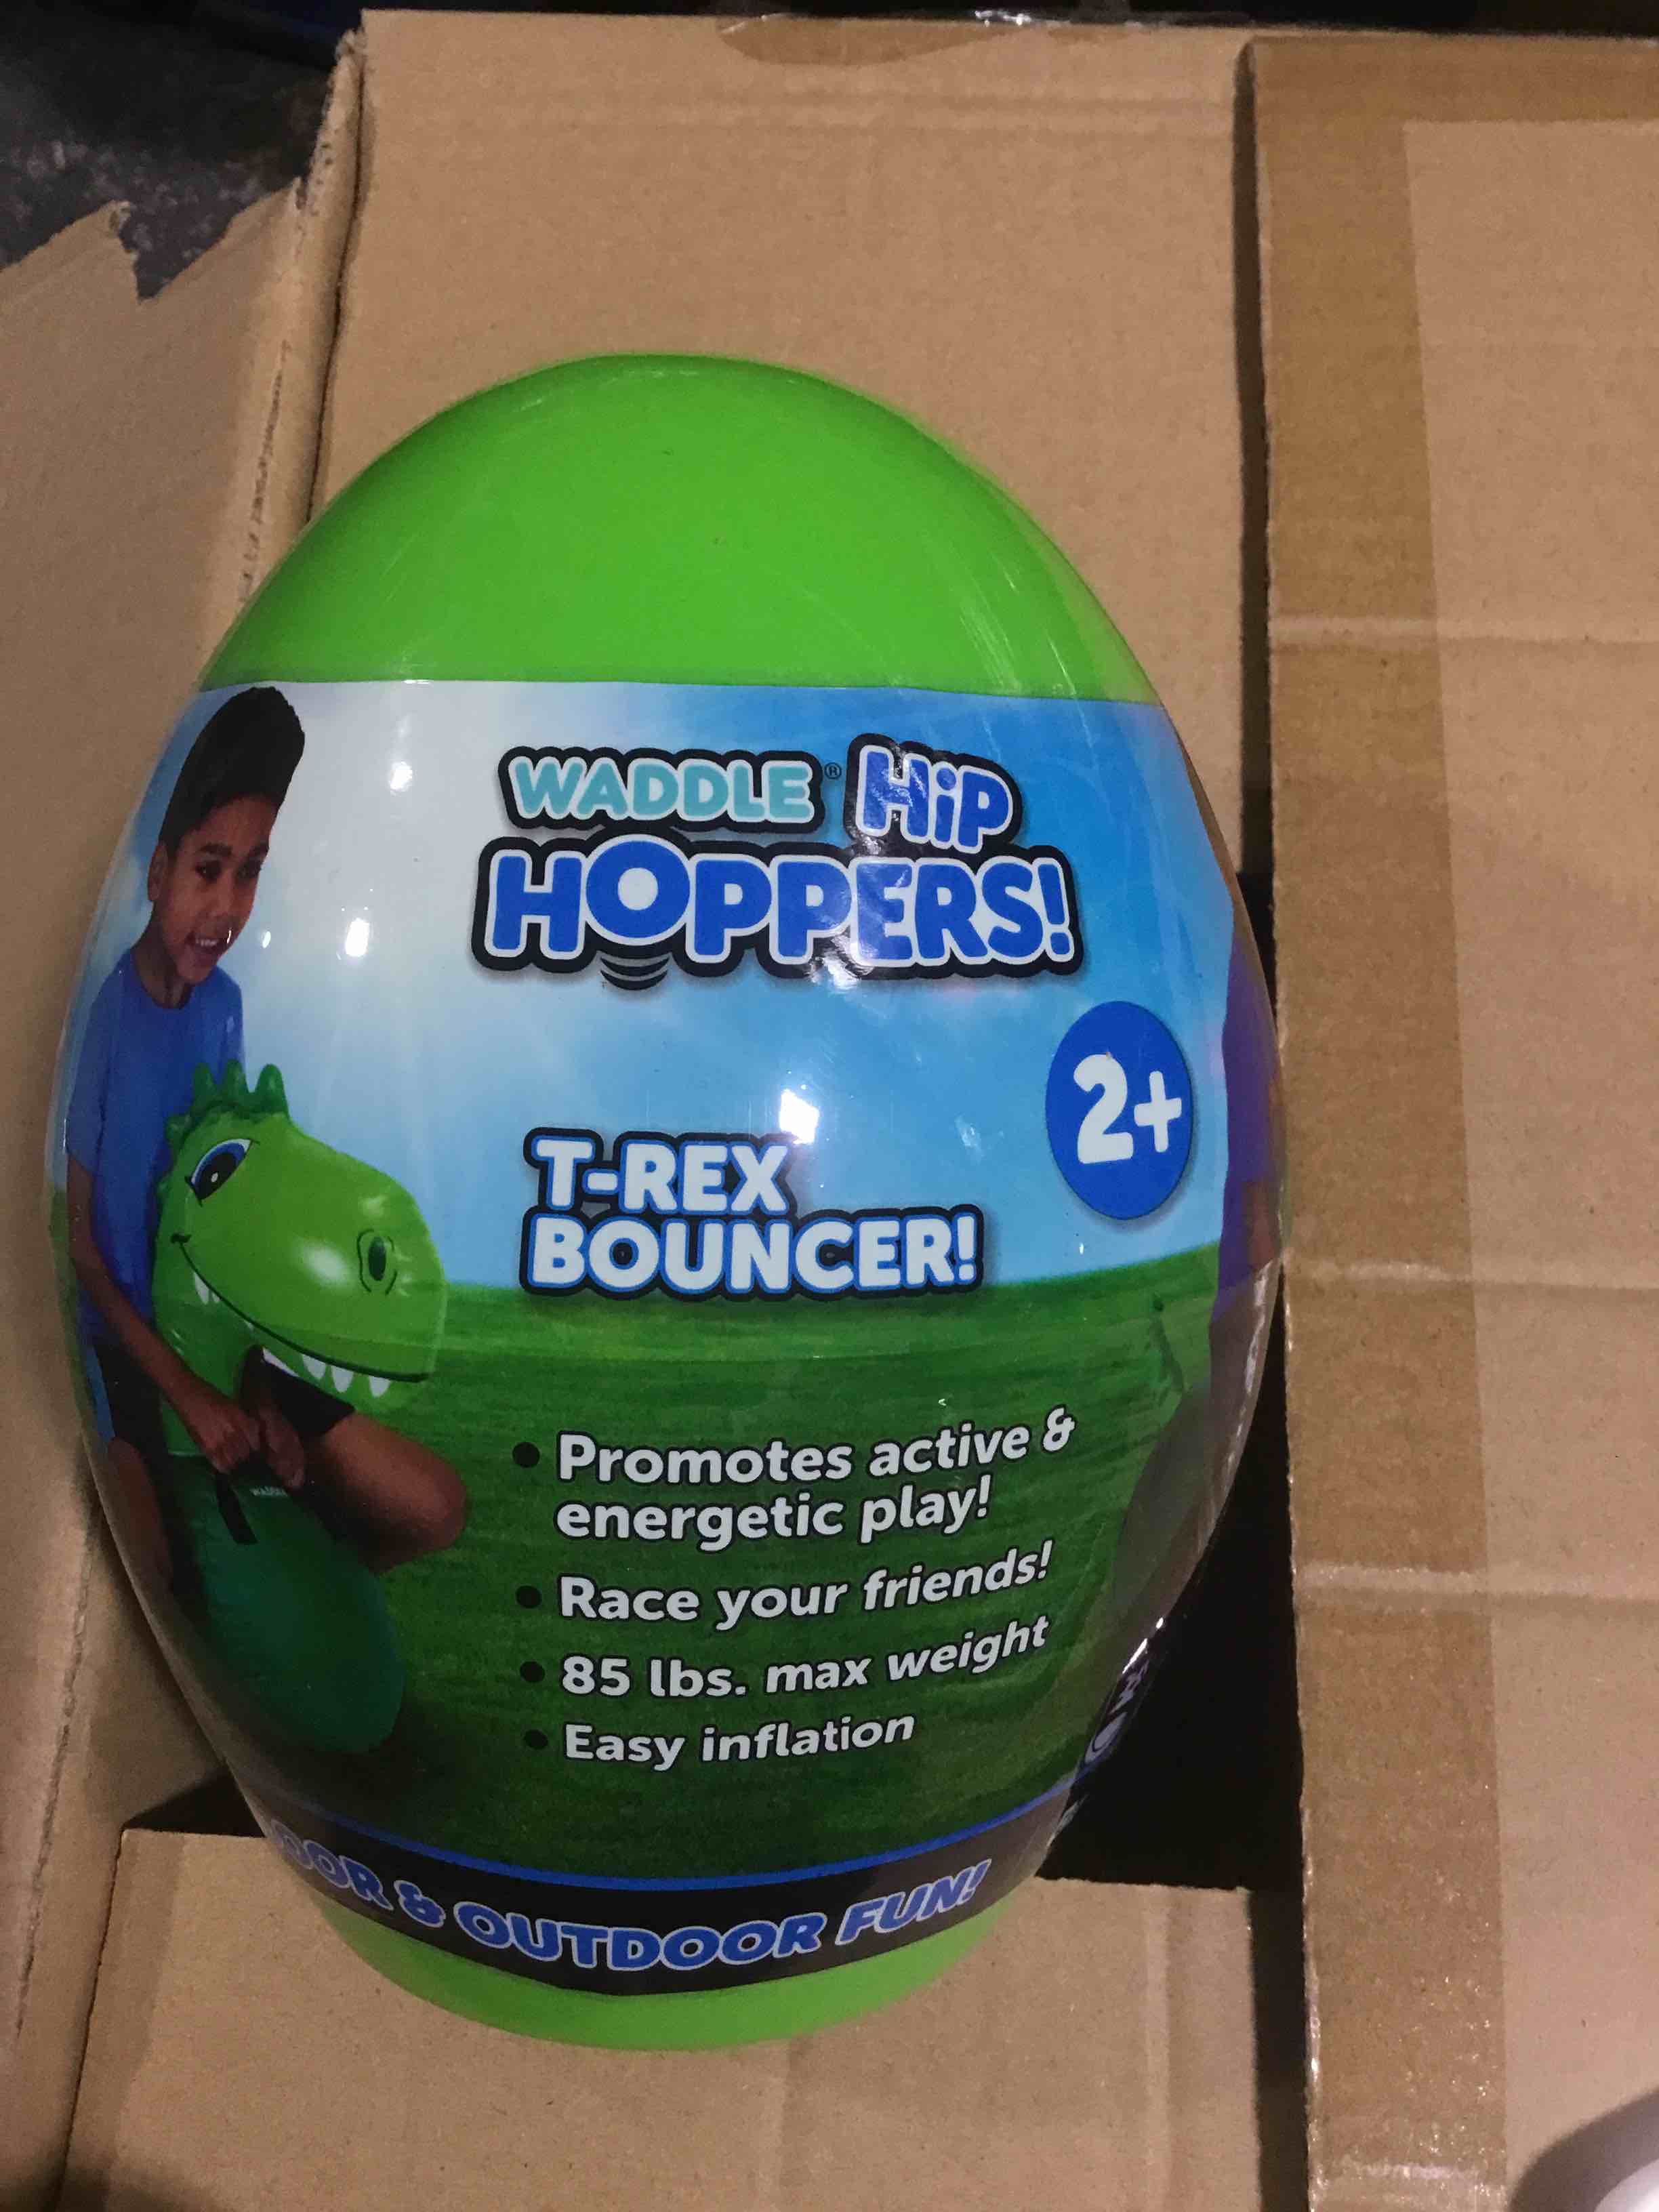 WADDLE® HiP
HOPPERS!
2+
T-REX
BOUNCER!
• Promotes active &
energetic play!
• Race your friends!
• 85 lbs. max weight
• Easy inflation
& OUTDOOR FUN!